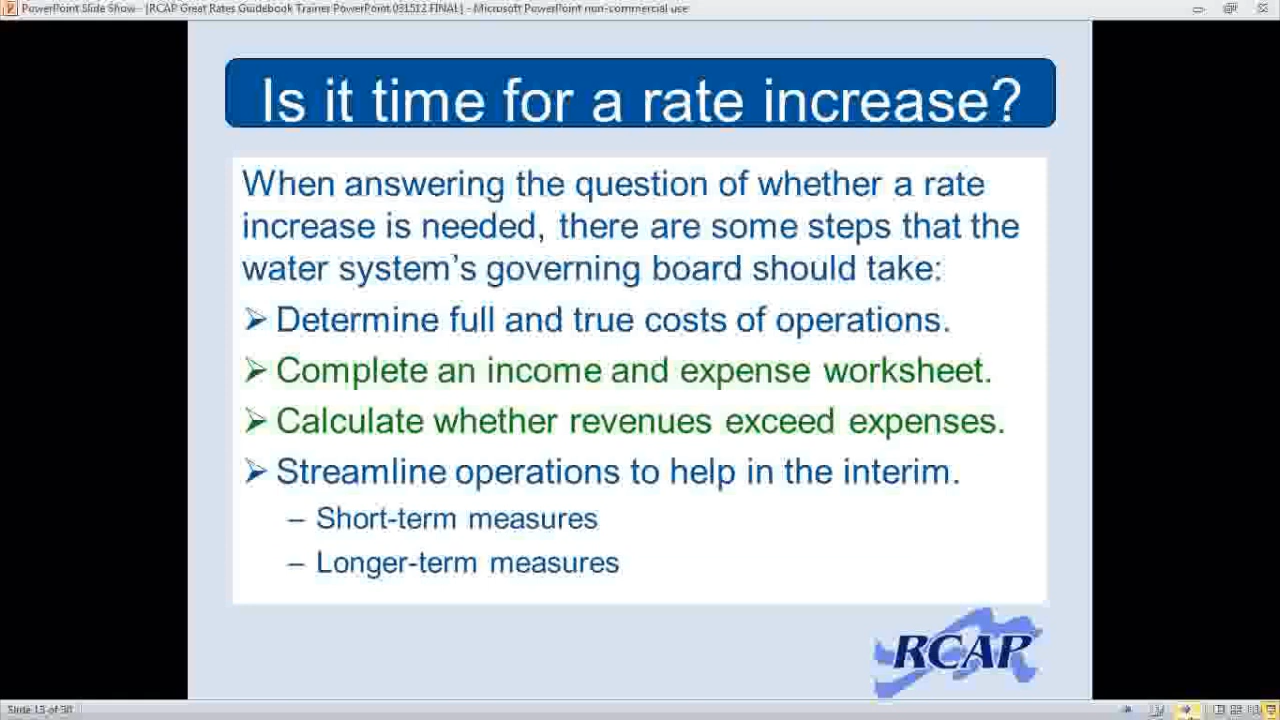 PowerPoint Slide Show - [RCAP Great Rates Guidebook Trainer PowerPoint 031512 FINAL] - Microsoft PowerPoint non-commercial use
Is it time for a rate increase?
When answering the question of whether a rate
increase is needed, there are some steps that the
water system's governing board should take:
➢ Determine full and true costs of operations.
➢ Complete an income and expense worksheet.
➢ Calculate whether revenues exceed expenses.
➢ Streamline operations to help in the interim.
– Short-term measures
– Longer-term measures
RCAP
Slide 13 of 30